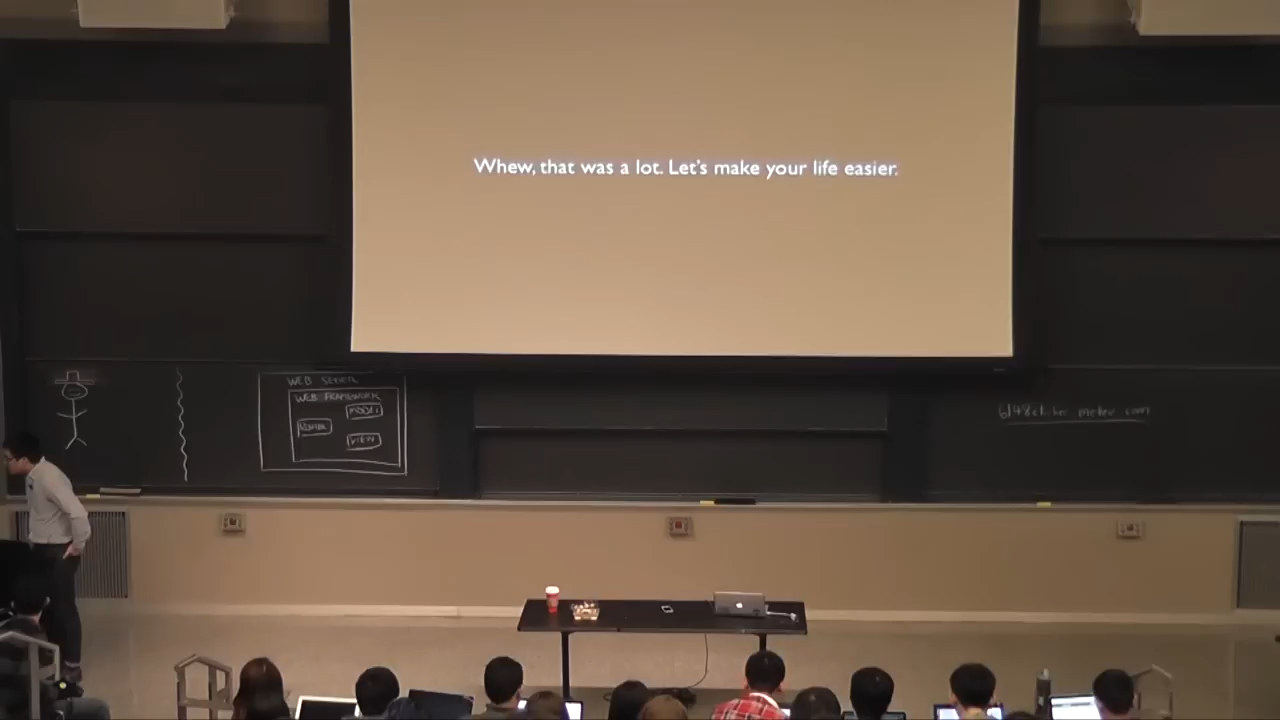 Whew, that was a lot. Let's make your life easier.
WEB SERVER
WEB FRAMEWORK
MODEL
VIEW